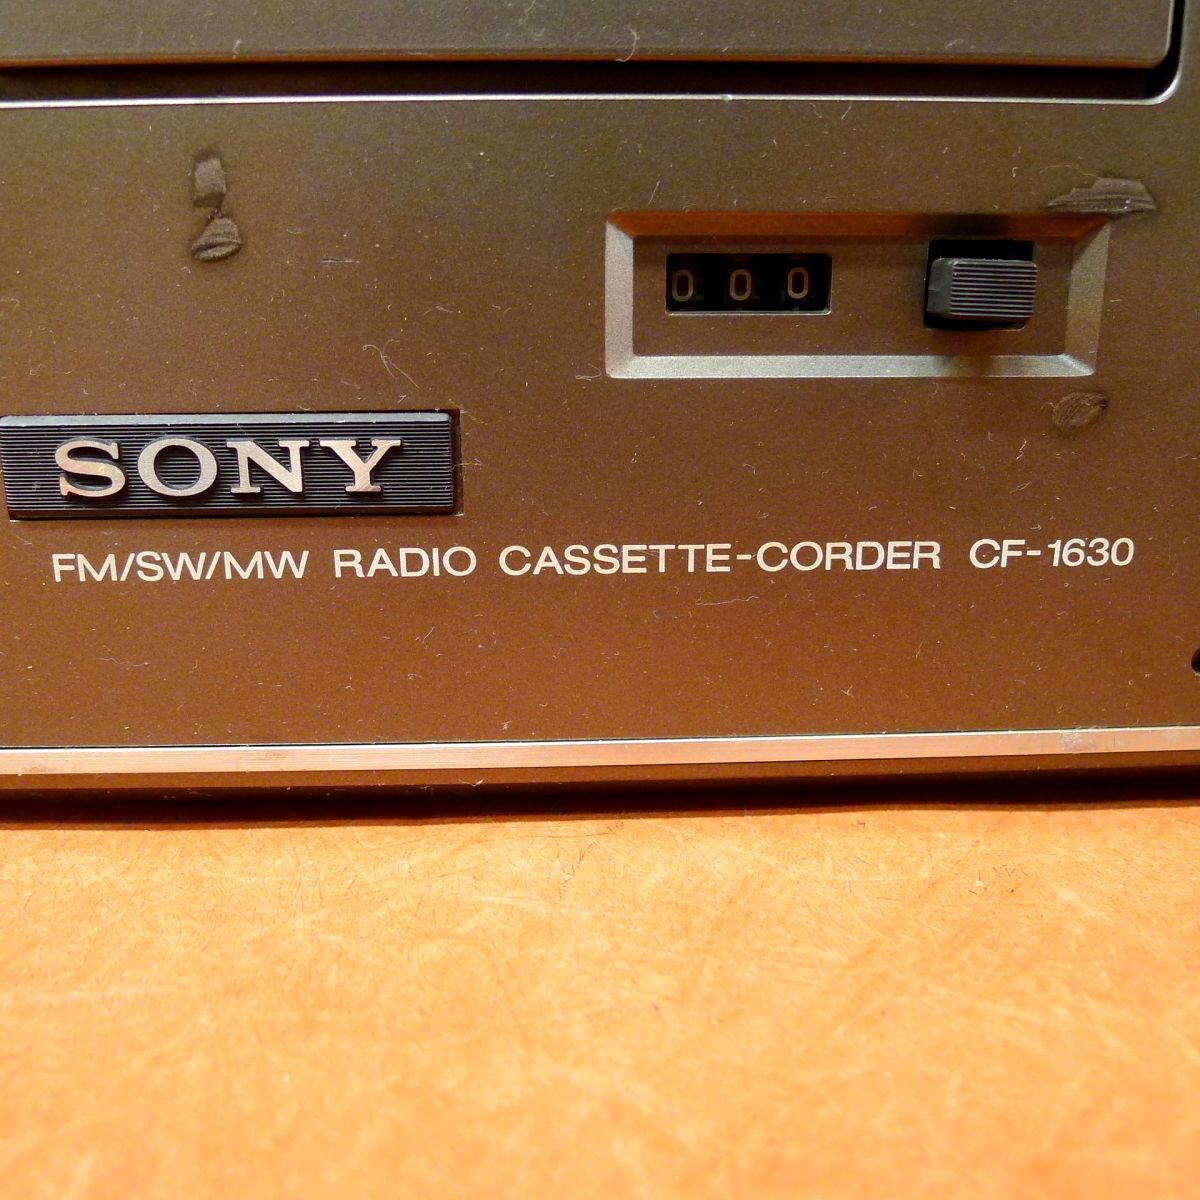 000
SONY
FM/SW/MW RADIO CASSETTE-CORDER CF-1630